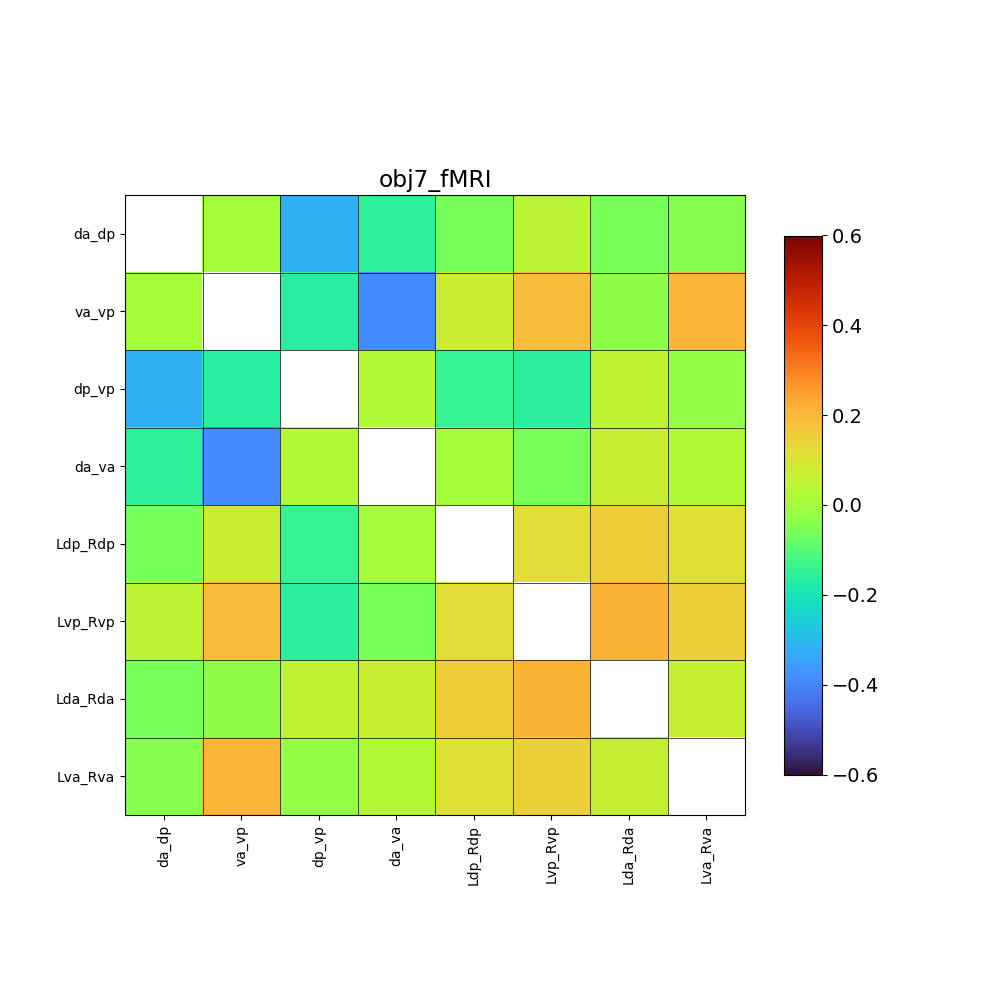 obj7_fMRI
da_dp
va_vp
dp_vp
da_va
Ldp_Rdp
Lvp_Rvp
Lda_Rda
Lva_Rva
da_dp
va_vp
dp_vp
da_va
Ldp_Rdp
Lvp_Rvp
Lda_Rda
Lva_Rva
0.6
0.4
0.2
0.0
−0.2
−0.4
−0.6